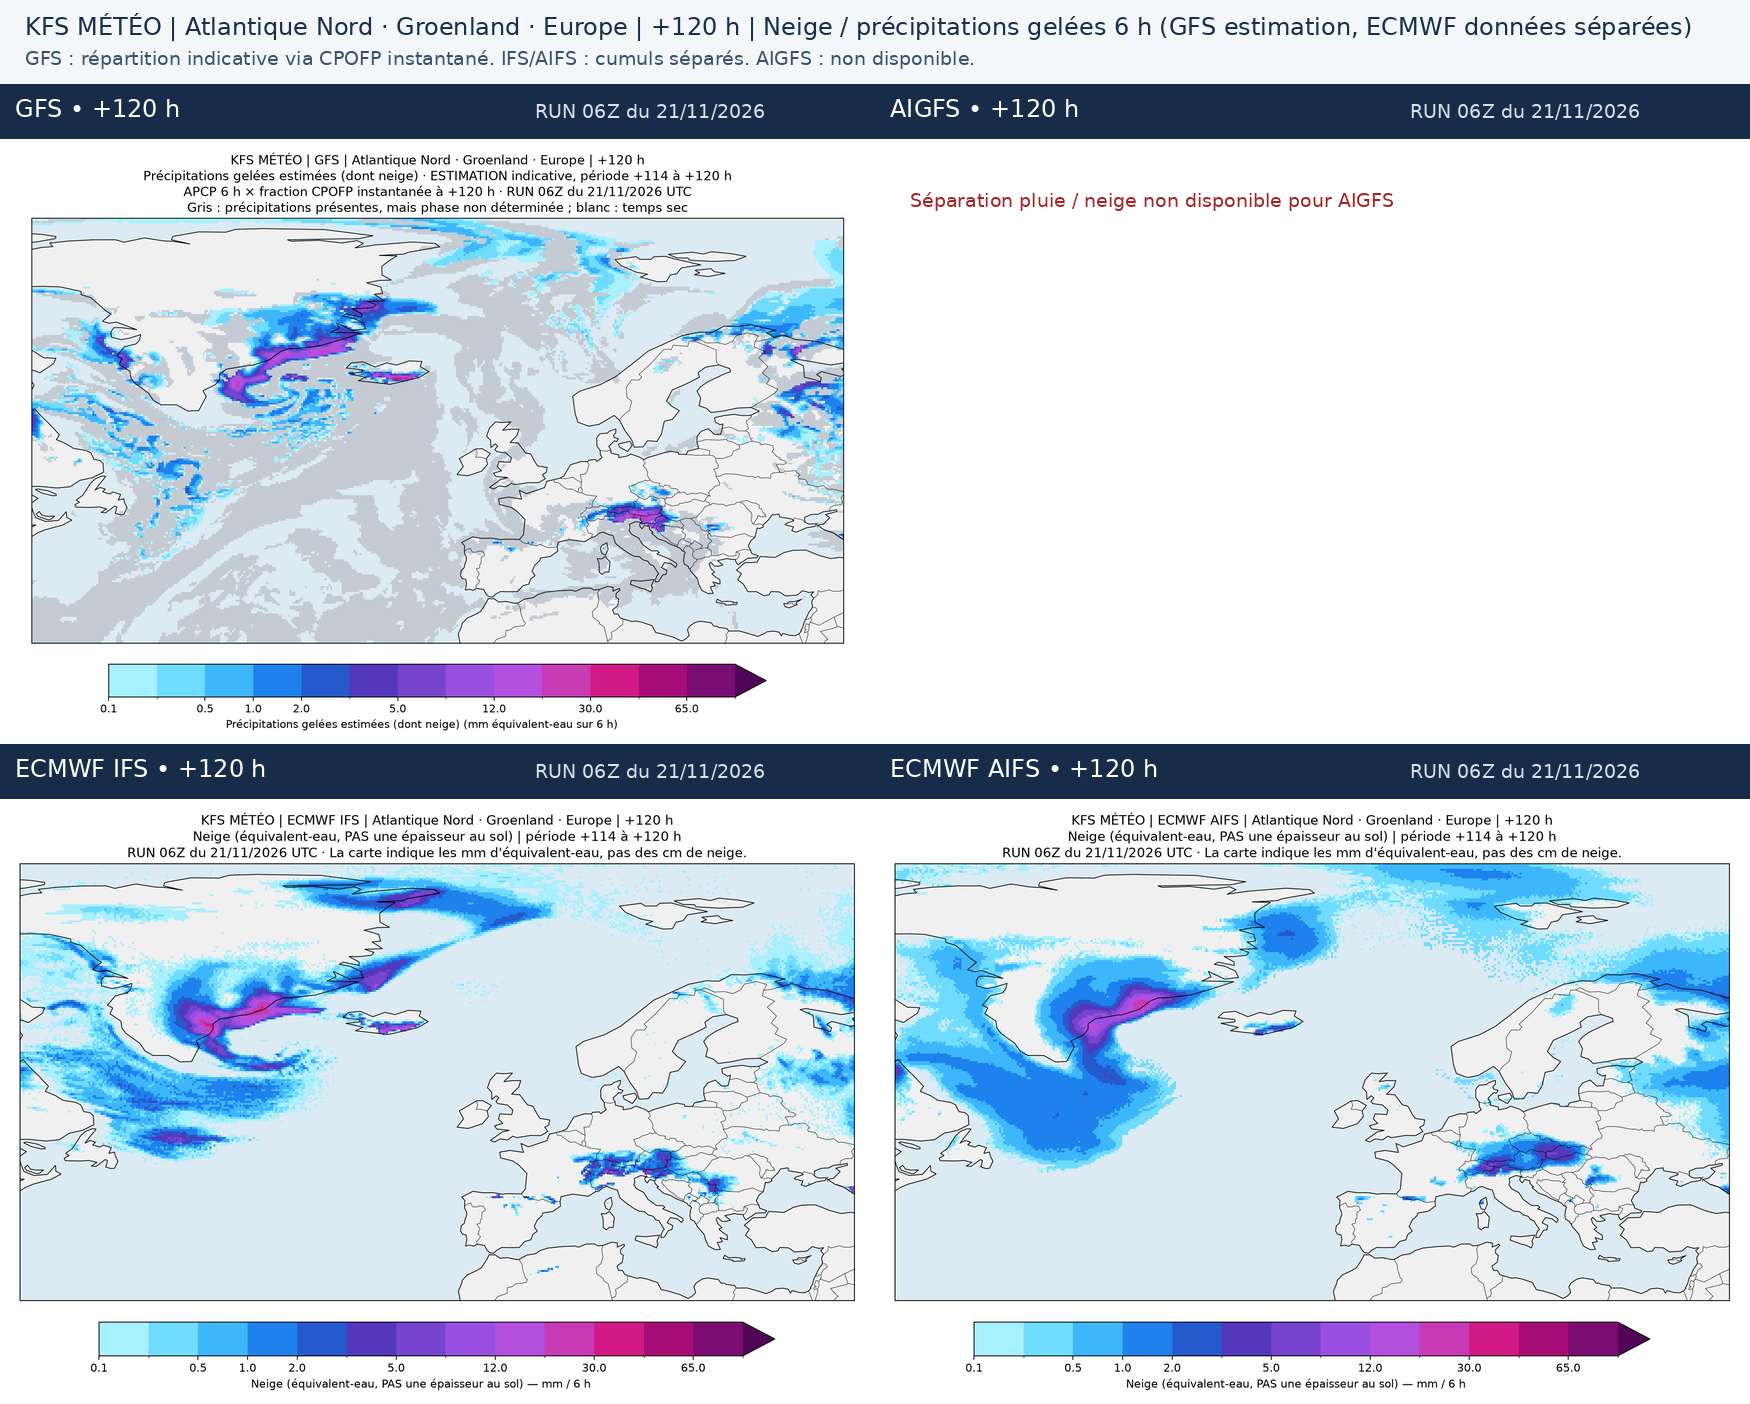 KFS MÉTÉO | Atlantique Nord · Groenland · Europe | +120 h | Neige / précipitations gelées 6 h (GFS estimation, ECMWF données séparées)
GFS : répartition indicative via CPOFP instantané. IFS/AIFS : cumuls séparés. AIGFS : non disponible.
GFS • +120 h
RUN 06Z du 21/11/2026
AIGFS • +120 h
RUN 06Z du 21/11/2026
KFS MÉTÉO | GFS | Atlantique Nord · Groenland · Europe | +120 h
Précipitations gelées estimées (dont neige) · ESTIMATION indicative, période +114 à +120 h
APCP 6 h × fraction CPOFP instantanée à +120 h · RUN 06Z du 21/11/2026 UTC
Gris : précipitations présentes, mais phase non déterminée ; blanc : temps sec
Séparation pluie / neige non disponible pour AIGFS
0.1 0.5 1.0 2.0 5.0 12.0 30.0 65.0
Précipitations gelées estimées (dont neige) (mm équivalent-eau sur 6 h)
ECMWF IFS • +120 h
RUN 06Z du 21/11/2026
ECMWF AIFS • +120 h
RUN 06Z du 21/11/2026
KFS MÉTÉO | ECMWF IFS | Atlantique Nord · Groenland · Europe | +120 h
Neige (équivalent-eau, PAS une épaisseur au sol) | période +114 à +120 h
RUN 06Z du 21/11/2026 UTC · La carte indique les mm d'équivalent-eau, pas des cm de neige.
KFS MÉTÉO | ECMWF AIFS | Atlantique Nord · Groenland · Europe | +120 h
Neige (équivalent-eau, PAS une épaisseur au sol) | période +114 à +120 h
RUN 06Z du 21/11/2026 UTC · La carte indique les mm d'équivalent-eau, pas des cm de neige.
0.1 0.5 1.0 2.0 5.0 12.0 30.0 65.0
Neige (équivalent-eau, PAS une épaisseur au sol) — mm / 6 h
0.1 0.5 1.0 2.0 5.0 12.0 30.0 65.0
Neige (équivalent-eau, PAS une épaisseur au sol) — mm / 6 h